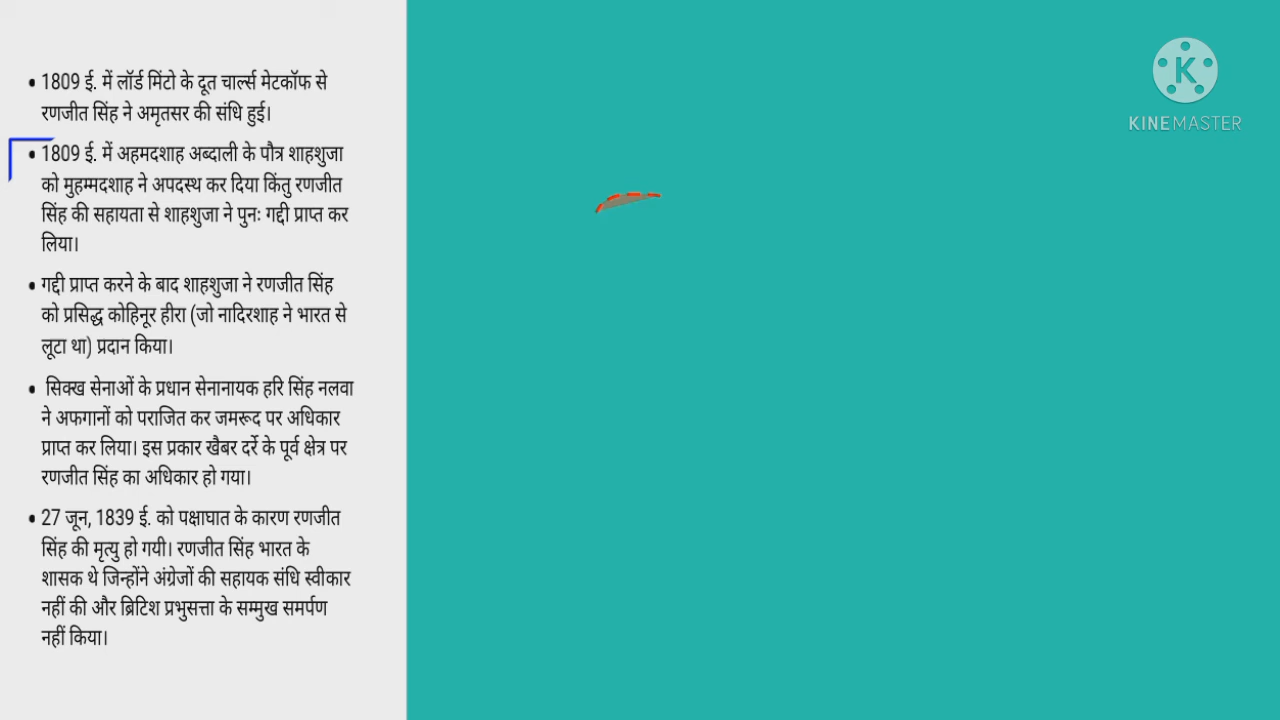 • 1809 ई. में लॉर्ड मिंटो के दूत चार्ल्स मेटकॉफ से
रणजीत सिंह ने अमृतसर की संधि हुई।
• 1809 ई. में अहमदशाह अब्दाली के पौत्र शाहशुजा
को मुहम्मदशाह ने अपदस्थ कर दिया किंतु रणजीत
सिंह की सहायता से शाहशुजा ने पुनः गद्दी प्राप्त कर
लिया।
• गद्दी प्राप्त करने के बाद शाहशुजा ने रणजीत सिंह
को प्रसिद्ध कोहिनूर हीरा (जो नादिरशाह ने भारत से
लूटा था) प्रदान किया।
• सिक्ख सेनाओं के प्रधान सेनानायक हरि सिंह नलवा
ने अफगानों को पराजित कर जमरूद पर अधिकार
प्राप्त कर लिया। इस प्रकार खैबर दर्रे के पूर्व क्षेत्र पर
रणजीत सिंह का अधिकार हो गया।
• 27 जून, 1839 ई. को पक्षाघात के कारण रणजीत
सिंह की मृत्यु हो गयी। रणजीत सिंह भारत के
शासक थे जिन्होंने अंग्रेजों की सहायक संधि स्वीकार
नहीं की और ब्रिटिश प्रभुसत्ता के सम्मुख समर्पण
नहीं किया।
K
KINEMASTER